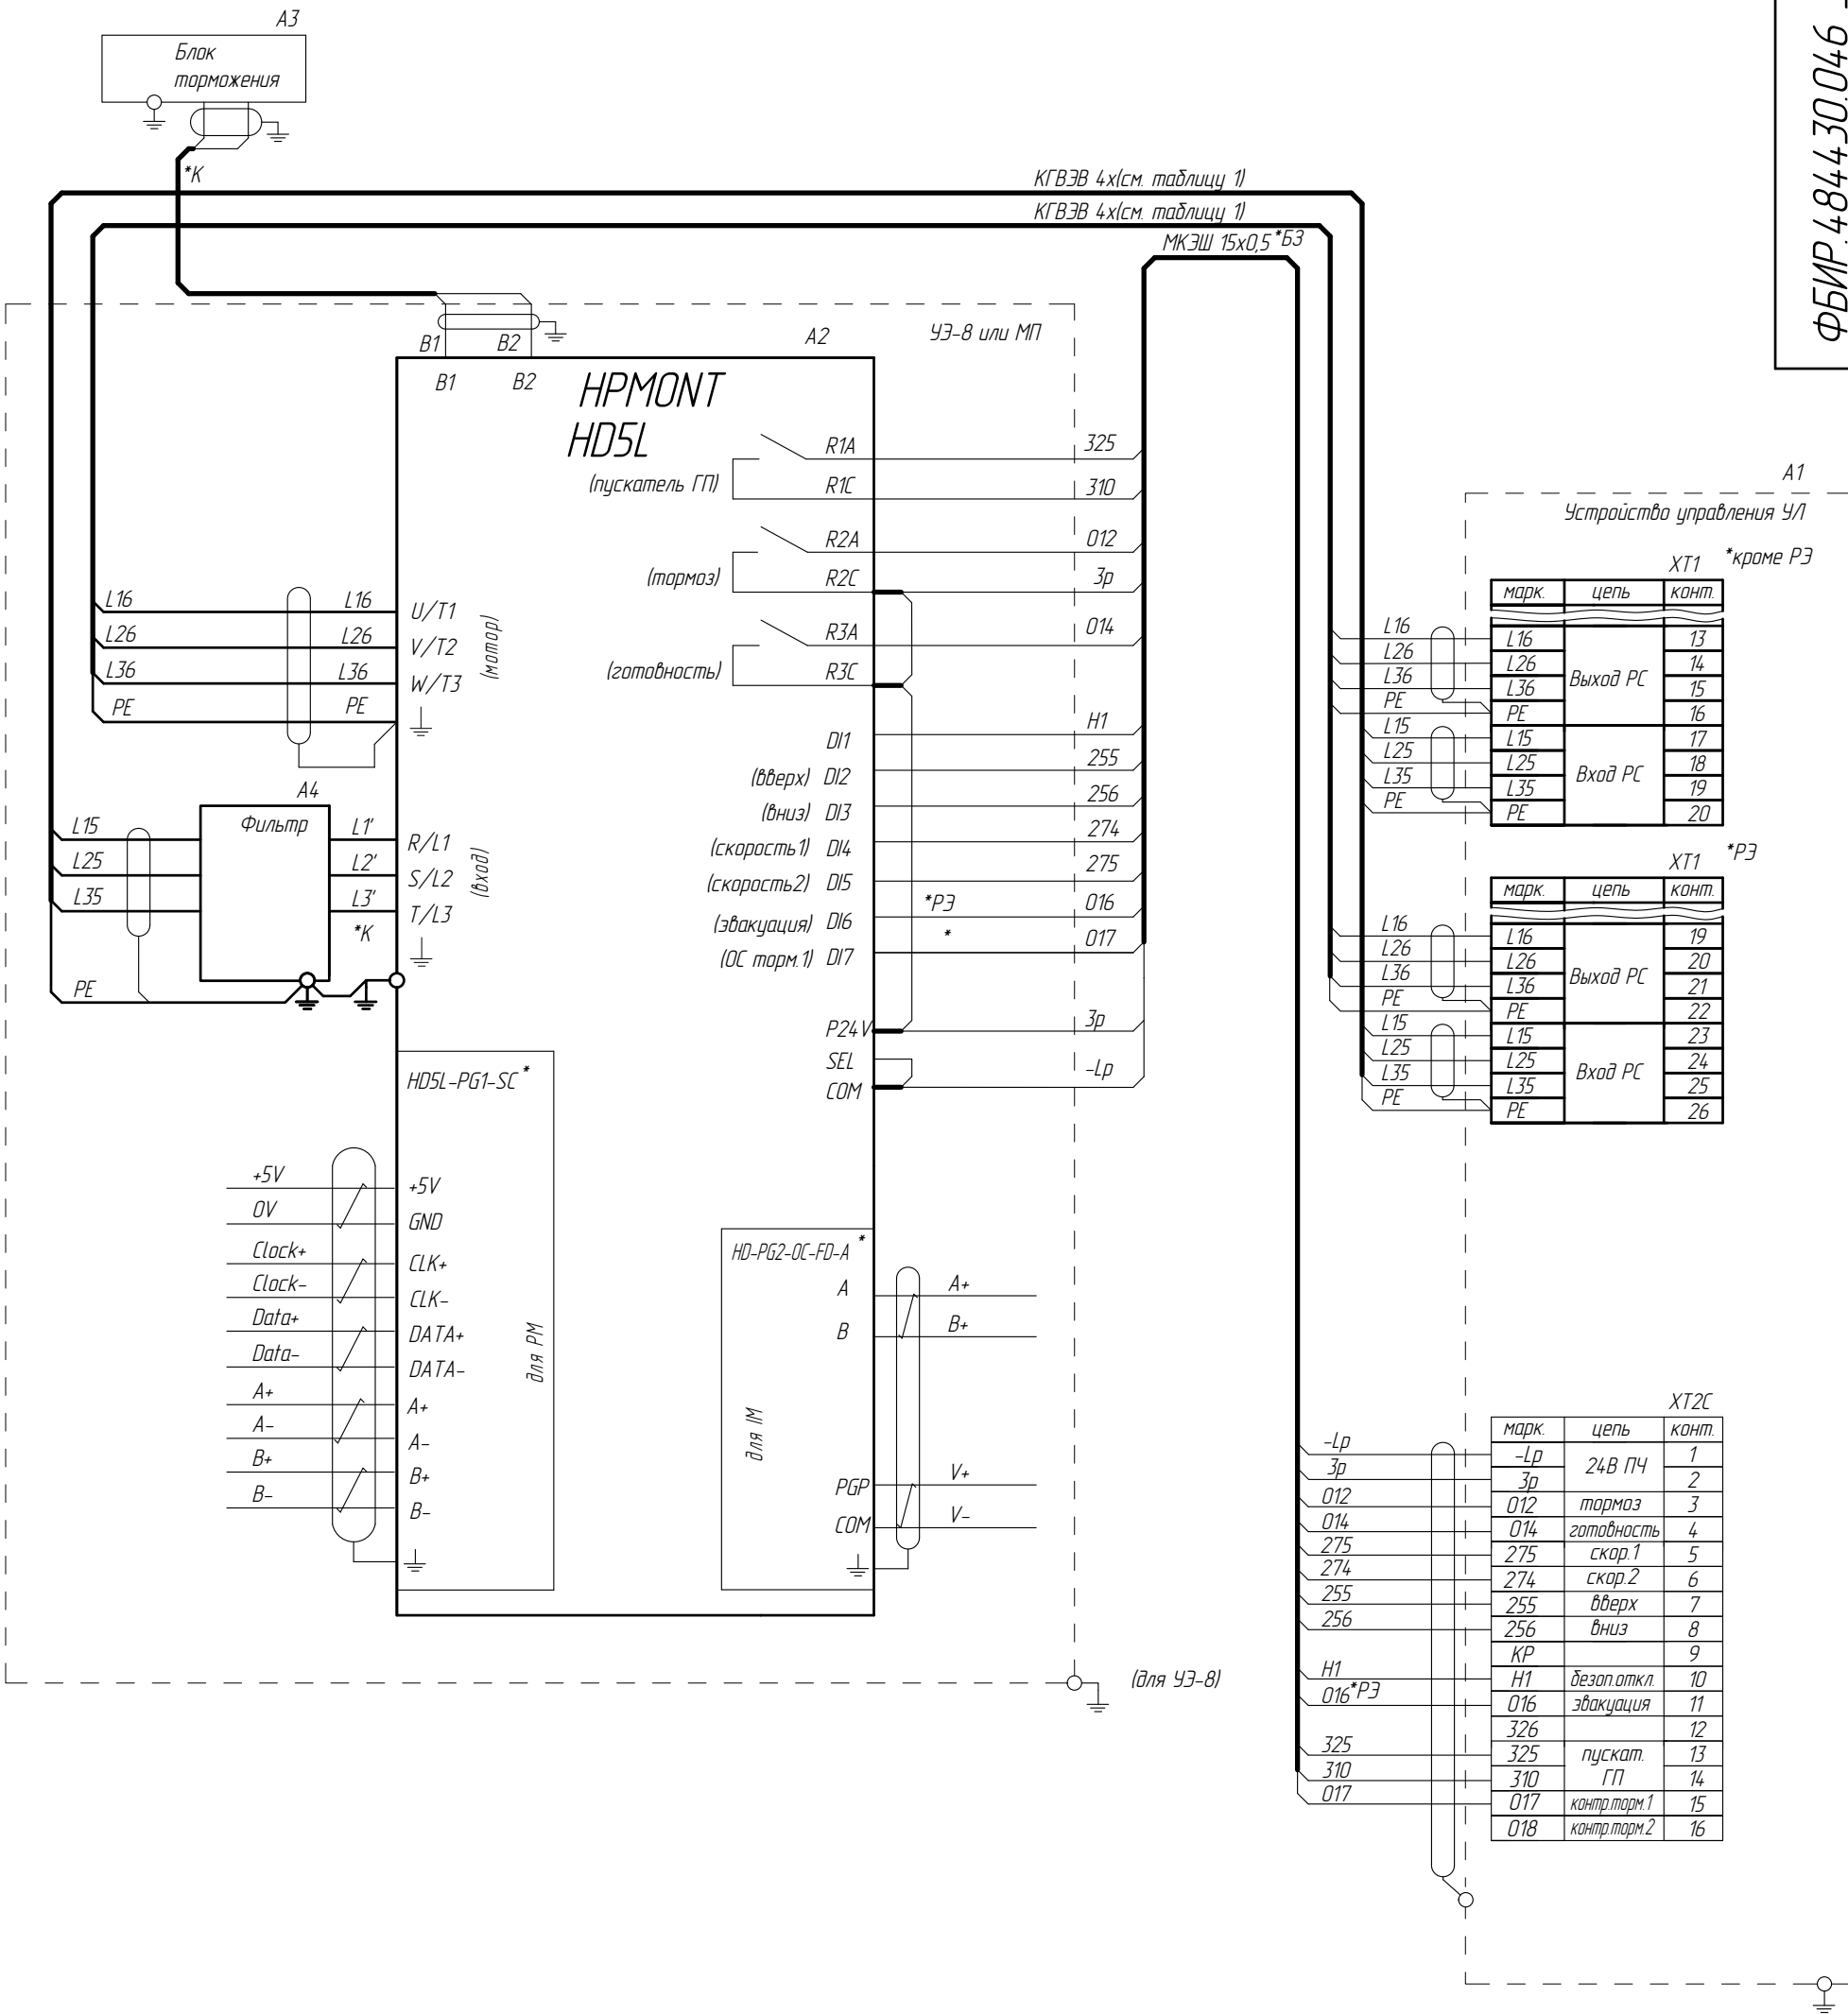 А3
Блок
торможения
*К
КГВЭВ 4х(см. таблицу 1)
КГВЭВ 4х(см. таблицу 1)
МКЭШ 15х0,5 *БЗ
ФБИР.484430.046
УЭ-8 или МП
А2
B1 B2
B1 B2
HPMONT
HD5L
(пускатель ГП)
R1A 325
R1C 310
(тормоз)
R2A 012
R2C 3р
(готовность)
R3A 014
R3C
L16 L16 U/T1
L26 L26 V/T2
L36 L36 W/T3
PE PE
(мотор)
DI1 H1
(вверх) DI2 255
(вниз) DI3 256
(скорость1) DI4 274
(скорость2) DI5 275
(эвакуация) DI6 *РЭ 016
(ОС торм.1) DI7 * 017
А4
Фильтр
L15 L1' R/L1
L25 L2' S/L2
L35 L3' T/L3
*К
(вход)
PE
P24V 3р
SEL
COM -Lp
HD5L-PG1-SC *
+5V +5V
0V GND
Clock+ CLK+
Clock- CLK-
Data+ DATA+
Data- DATA-
A+ A+
A- A-
B+ B+
B- B-
для PM
HD-PG2-OC-FD-A *
A A+
B B+
для IM
PGP V+
COM V-
(для УЭ-8)
А1
Устройство управления УЛ
XT1 *кроме РЭ
марк. цепь конт.
L16 L16 13
L26 L26 14
L36 L36 15
PE PE 16
Выход РС
L15 L15 17
L25 L25 18
L35 L35 19
PE PE 20
Вход РС
XT1 *РЭ
марк. цепь конт.
L16 L16 19
L26 L26 20
L36 L36 21
PE PE 22
Выход РС
L15 L15 23
L25 L25 24
L35 L35 25
PE PE 26
Вход РС
XT2C
марк. цепь конт.
-Lp -Lp 1
24В ПЧ
3р 3р 2
012 012 тормоз 3
014 014 готовность 4
275 275 скор.1 5
274 274 скор.2 6
255 255 вверх 7
256 256 вниз 8
КР 9
H1 H1 безоп.откл. 10
016*РЭ 016 эвакуация 11
326 12
325 325 пускат. 13
310 310 ГП 14
017 017 контр.торм.1 15
018 контр.торм.2 16